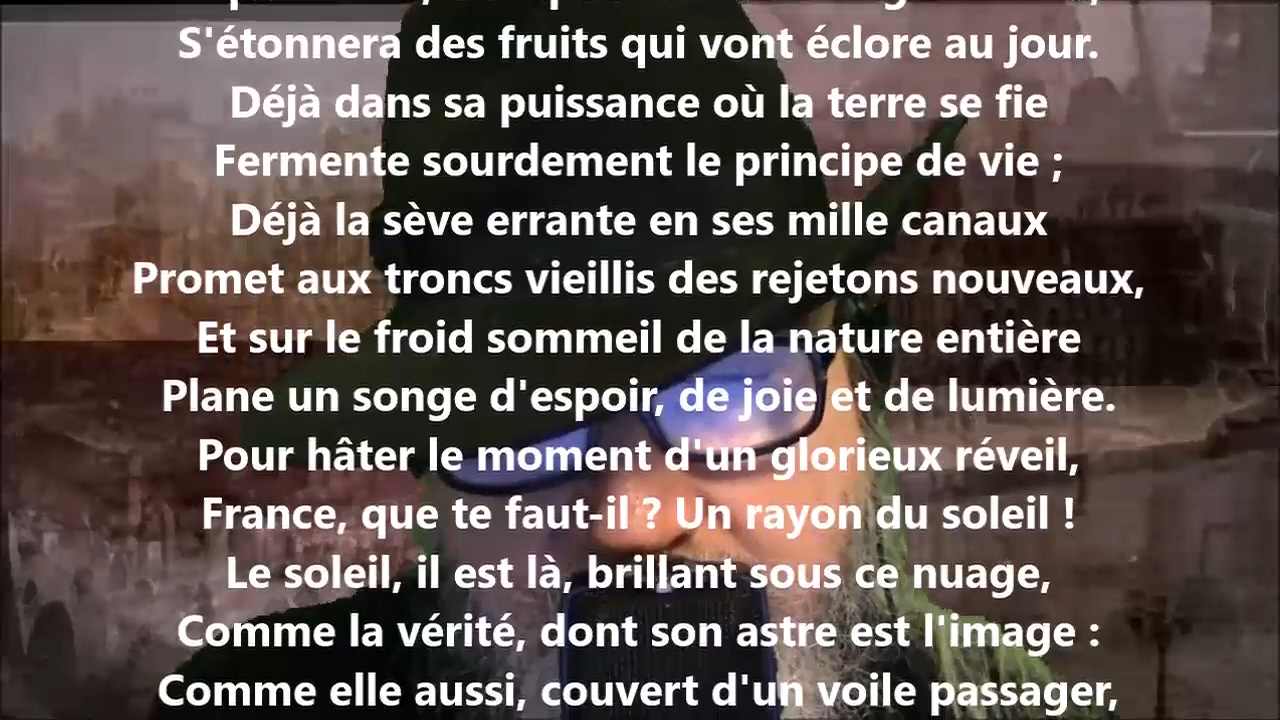 S'étonnera des fruits qui vont éclore au jour.
Déjà dans sa puissance où la terre se fie
Fermente sourdement le principe de vie ;
Déjà la sève errante en ses mille canaux
Promet aux troncs vieillis des rejetons nouveaux,
Et sur le froid sommeil de la nature entière
Plane un songe d'espoir, de joie et de lumière.
Pour hâter le moment d'un glorieux réveil,
France, que te faut-il ? Un rayon du soleil !
Le soleil, il est là, brillant sous ce nuage,
Comme la vérité, dont son astre est l'image :
Comme elle aussi, couvert d'un voile passager,